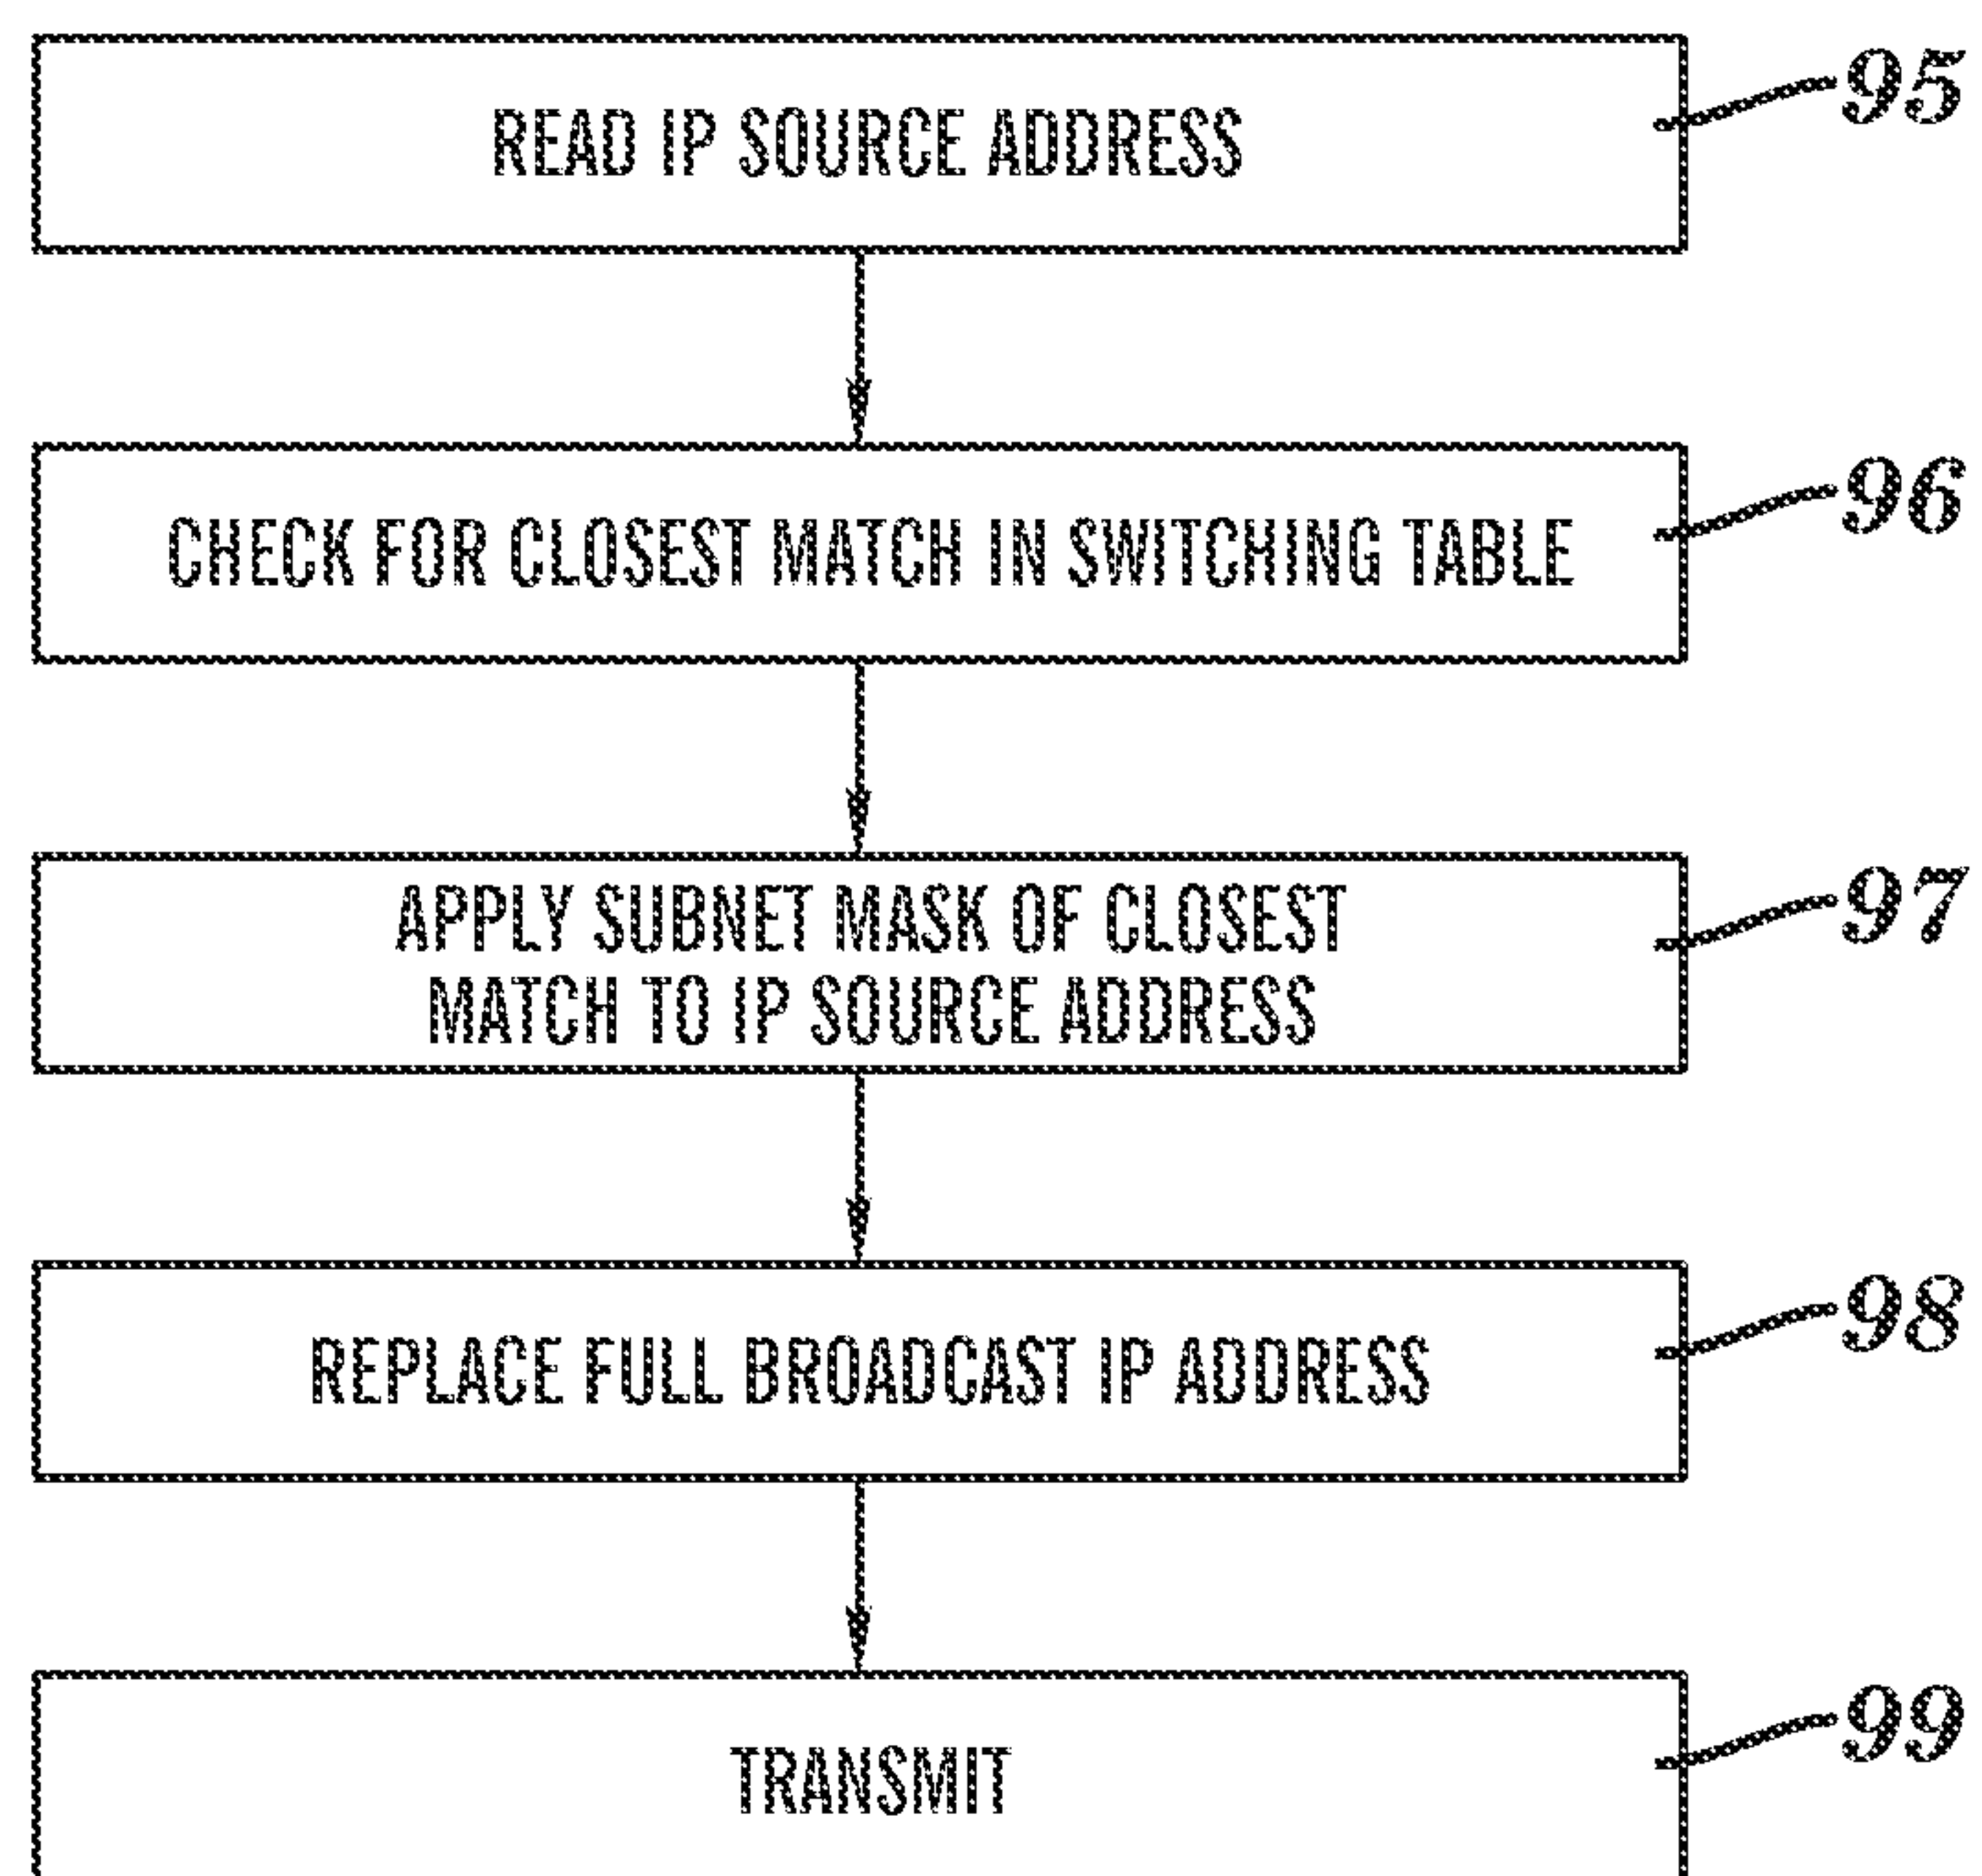 READ IP SOURCE ADDRESS
95
CHECK FOR CLOSEST MATCH IN SWITCHING TABLE
96
APPLY SUBNET MASK OF CLOSEST
MATCH TO IP SOURCE ADDRESS
97
REPLACE FULL BROADCAST IP ADDRESS
98
TRANSMIT
99